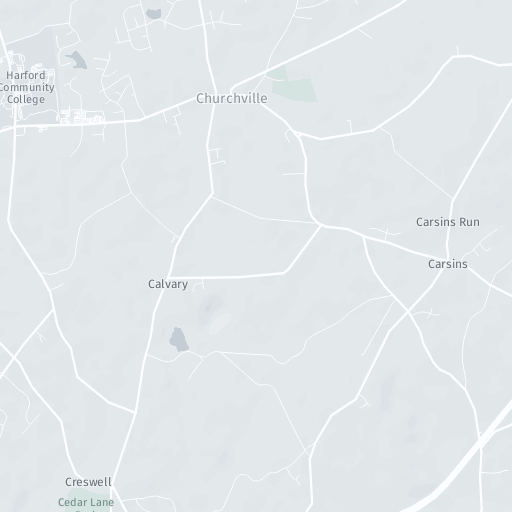 Harford
Community
College
Churchville
Carsins Run
Carsins
Calvary
Creswell
Cedar Lane